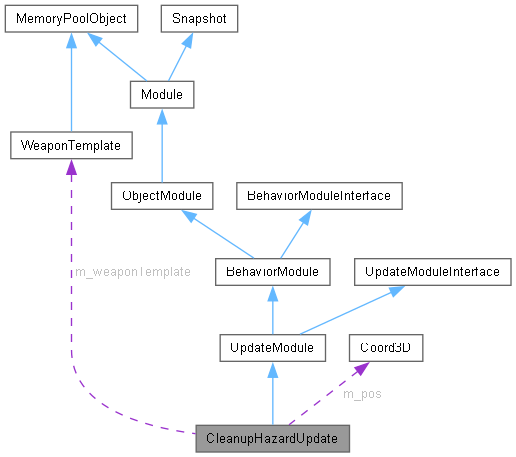 MemoryPoolObject
Snapshot
Module
WeaponTemplate
ObjectModule
BehaviorModuleInterface
m_weaponTemplate
BehaviorModule
UpdateModuleInterface
UpdateModule
Coord3D
m_pos
CleanupHazardUpdate